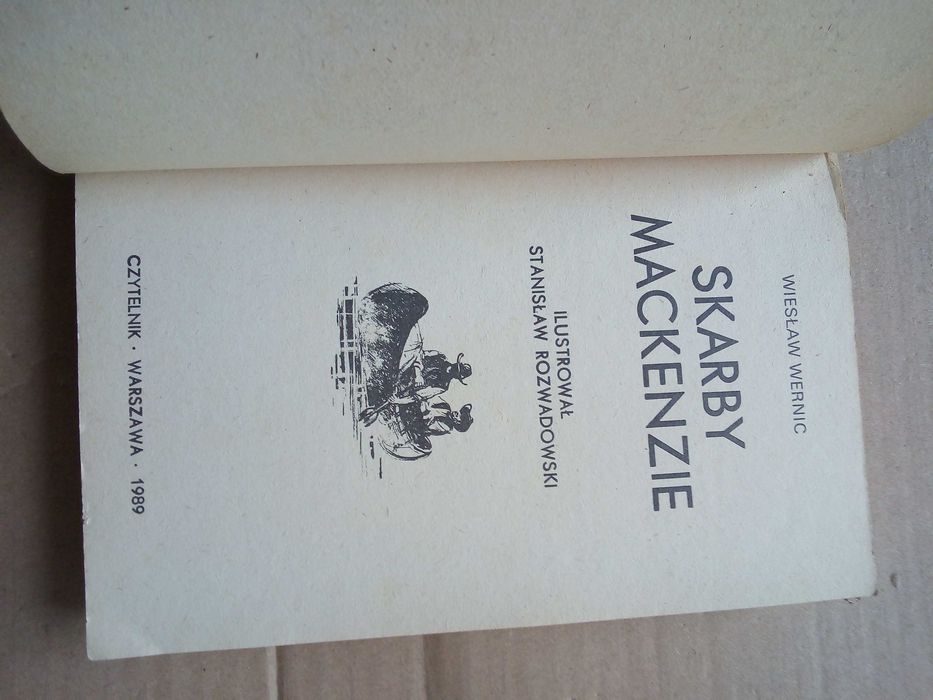 WIESŁAW WERNIC
SKARBY
MACKENZIE
ILUSTROWAŁ
STANISŁAW ROZWADOWSKI
CZYTELNIK · WARSZAWA · 1989